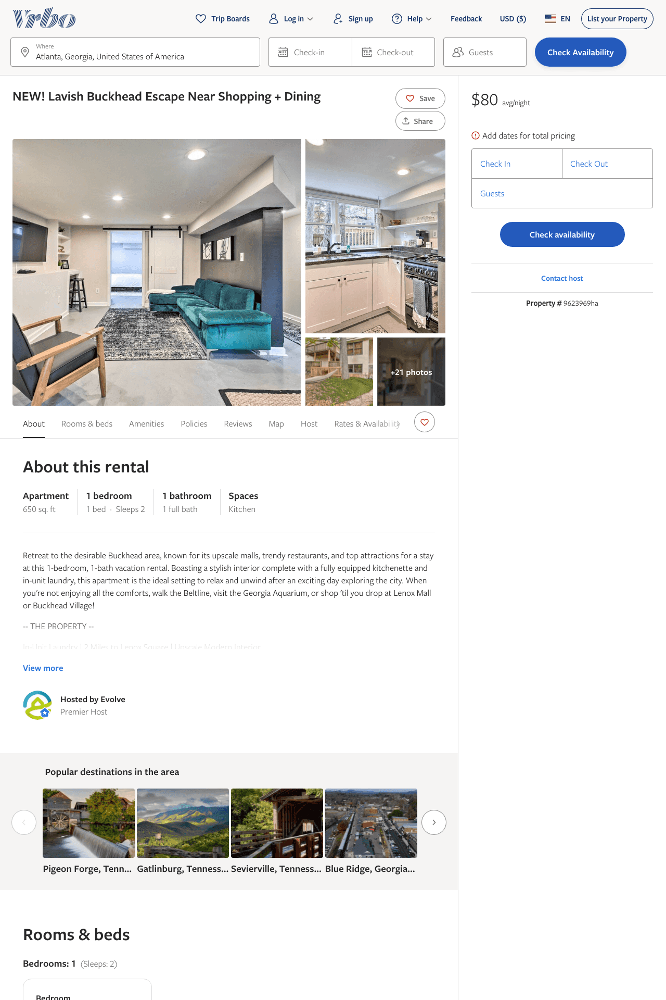 Vrbo
Trip Boards
Log in
Sign up
Help
Feedback
USD ($)
EN
List your Property
Where
Atlanta, Georgia, United States of America
Check-in
Check-out
Guests
Check Availability
NEW! Lavish Buckhead Escape Near Shopping + Dining
Save
Share
+21 photos
$80 avg/night
Add dates for total pricing
Check In
Check Out
Guests
Check availability
Contact host
Property # 9623969ha
About
Rooms & beds
Amenities
Policies
Reviews
Map
Host
Rates & Availability
About this rental
Apartment
650 sq. ft
1 bedroom
1 bed · Sleeps 2
1 bathroom
1 full bath
Spaces
Kitchen
Retreat to the desirable Buckhead area, known for its upscale malls, trendy restaurants, and top attractions for a stay
at this 1-bedroom, 1-bath vacation rental. Boasting a stylish interior complete with a fully equipped kitchenette and
in-unit laundry, this apartment is the ideal setting to relax and unwind after an exciting day exploring the city. When
you're not enjoying all the comforts, walk the Beltline, visit the Georgia Aquarium, or shop ‘til you drop at Lenox Mall
or Buckhead Village!
-- THE PROPERTY --
In-Unit Laundry | 2 Miles to Lenox Square | Upscale Modern Interior
View more
Hosted by Evolve
Premier Host
Popular destinations in the area
Pigeon Forge, Tenn...
Gatlinburg, Tenness...
Sevierville, Tenness...
Blue Ridge, Georgia...
Rooms & beds
Bedrooms: 1 (Sleeps: 2)
Bedroom